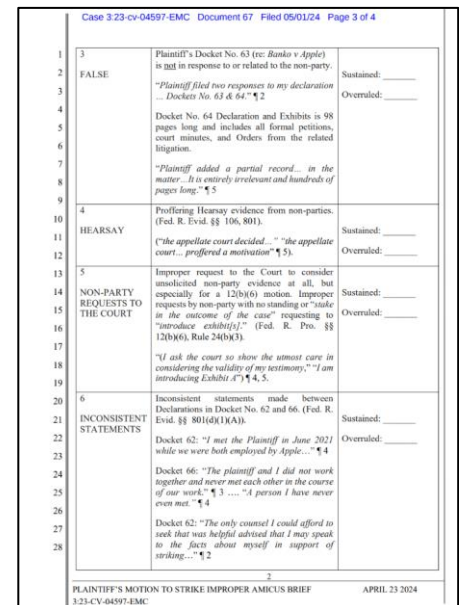 Case 3:23-cv-04597-EMC Document 67 Filed 05/01/24 Page 3 of 4
1
2
3
4
5
6
7
8
9
10
11
12
13
14
15
16
17
18
19
20
21
22
23
24
25
26
27
28
3
FALSE
Plaintiff's Docket No. 63 (re: Banko v Apple)
is not in response to or related to the non-party.
"Plaintiff filed two responses to my declaration
… Dockets No. 63 & 64." ¶ 2
Docket No. 64 Declaration and Exhibits is 98
pages long and includes all formal petitions,
court minutes, and Orders from the related
litigation.
"Plaintiff added a partial record… in the
matter…It is entirely irrelevant and hundreds of
pages long." ¶ 5
Sustained: ______
Overruled: ______
4
HEARSAY
Proffering Hearsay evidence from non-parties.
(Fed. R. Evid. §§ 106, 801).
("the appellate court decided…" "the appellate
court… proffered a motivation" ¶ 5).
Sustained: ______
Overruled: ______
5
NON-PARTY
REQUESTS TO
THE COURT
Improper request to the Court to consider
unsolicited non-party evidence at all, but
especially for a 12(b)(6) motion. Improper
requests by non-party with no standing or "stake
in the outcome of the case" requesting to
"introduce exhibit[s]." (Fed. R. Pro. §§
12(b)(6), Rule 24(b)(3).
"(I ask the court so show the utmost care in
considering the validity of my testimony," "I am
introducing Exhibit A") ¶ 4, 5.
Sustained: ______
Overruled: ______
6
INCONSISTENT
STATEMENTS
Inconsistent statements made between
Declarations in Docket No. 62 and 66. (Fed. R.
Evid. §§ 801(d)(1)(A)).
Docket 62: "I met the Plaintiff in June 2021
while we were both employed by Apple…" ¶ 4
Docket 66: "The plaintiff and I did not work
together and never met each other in the course
of our work." ¶ 3 …. "A person I have never
even met." ¶ 4
Docket 62: "The only counsel I could afford to
seek that was helpful advised that I may speak
to the facts about myself in support of
striking…" ¶ 2
Sustained: ______
Overruled: ______
2
PLAINTIFF'S MOTION TO STRIKE IMPROPER AMICUS BRIEF APRIL 23 2024
3:23-CV-04597-EMC